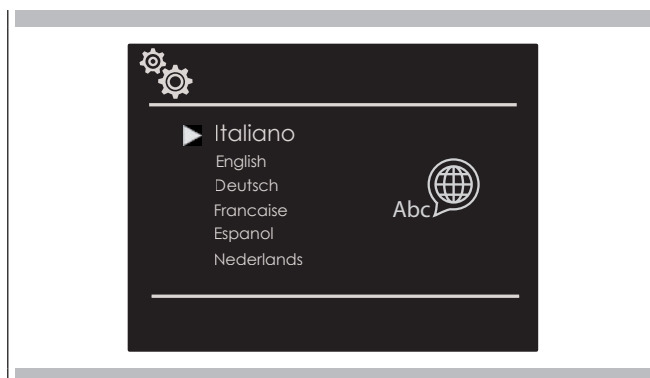 Italiano
English
Deutsch
Francaise
Abc
Espanol
Nederlands